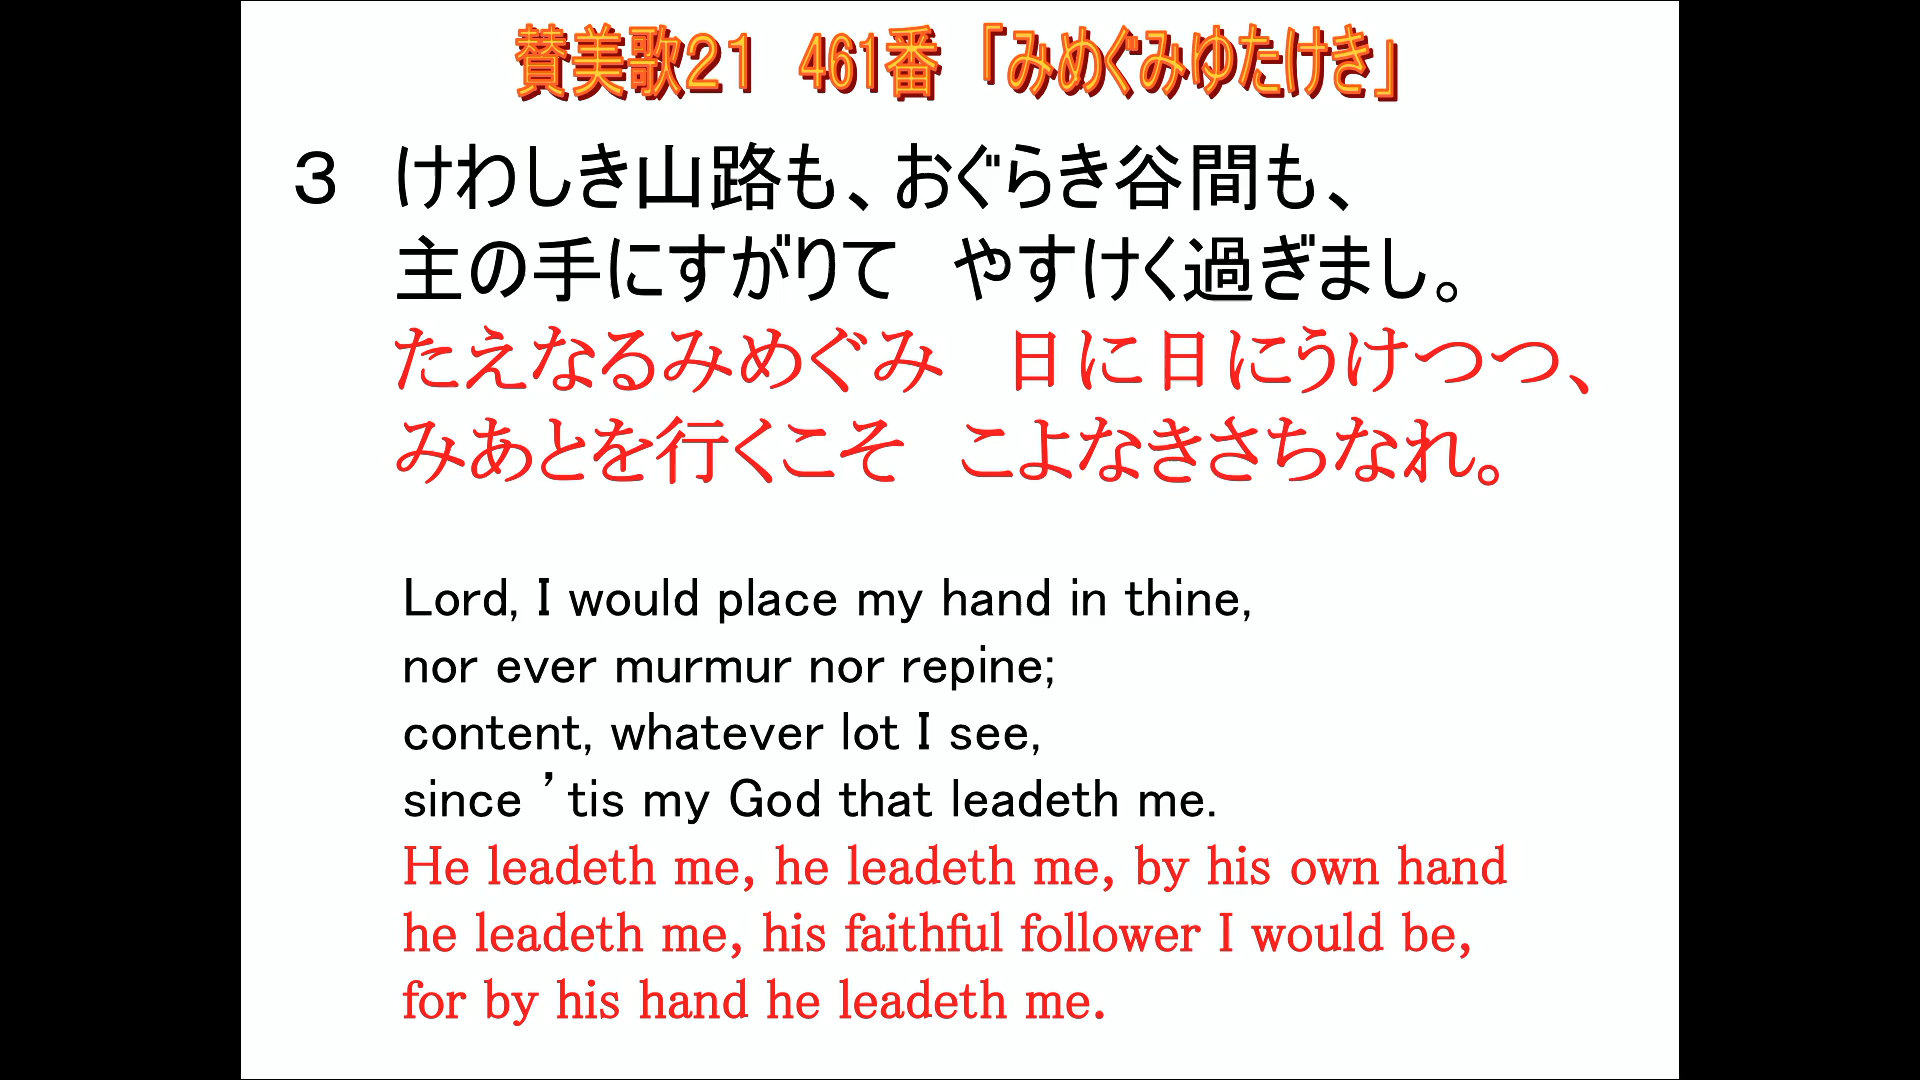 賛美歌２１　461番　「みめぐみゆたけき」
３　けわしき山路も、おぐらき谷間も、
主の手にすがりて　やすけく過ぎまし。
たえなるみめぐみ　日に日にうけつつ、
みあとを行くこそ　こよなきさちなれ。
Lord, I would place my hand in thine,
nor ever murmur nor repine;
content, whatever lot I see,
since ’tis my God that leadeth me.
He leadeth me, he leadeth me, by his own hand
he leadeth me, his faithful follower I would be,
for by his hand he leadeth me.